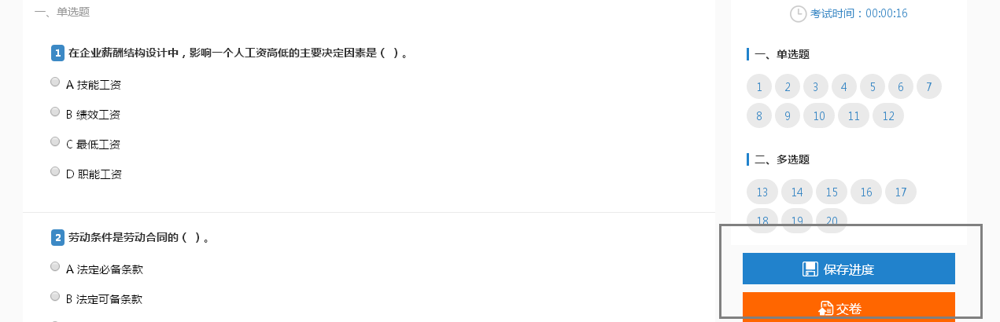 一、单选题
1 在企业薪酬结构设计中，影响一个人工资高低的主要决定因素是（ ）。
A 技能工资
B 绩效工资
C 最低工资
D 职能工资
2 劳动条件是劳动合同的（ ）。
A 法定必备条款
B 法定可备条款
考试时间：00:00:16
一、单选题
1 2 3 4 5 6 7
8 9 10 11 12
二、多选题
13 14 15 16 17
18 19 20
保存进度
交卷